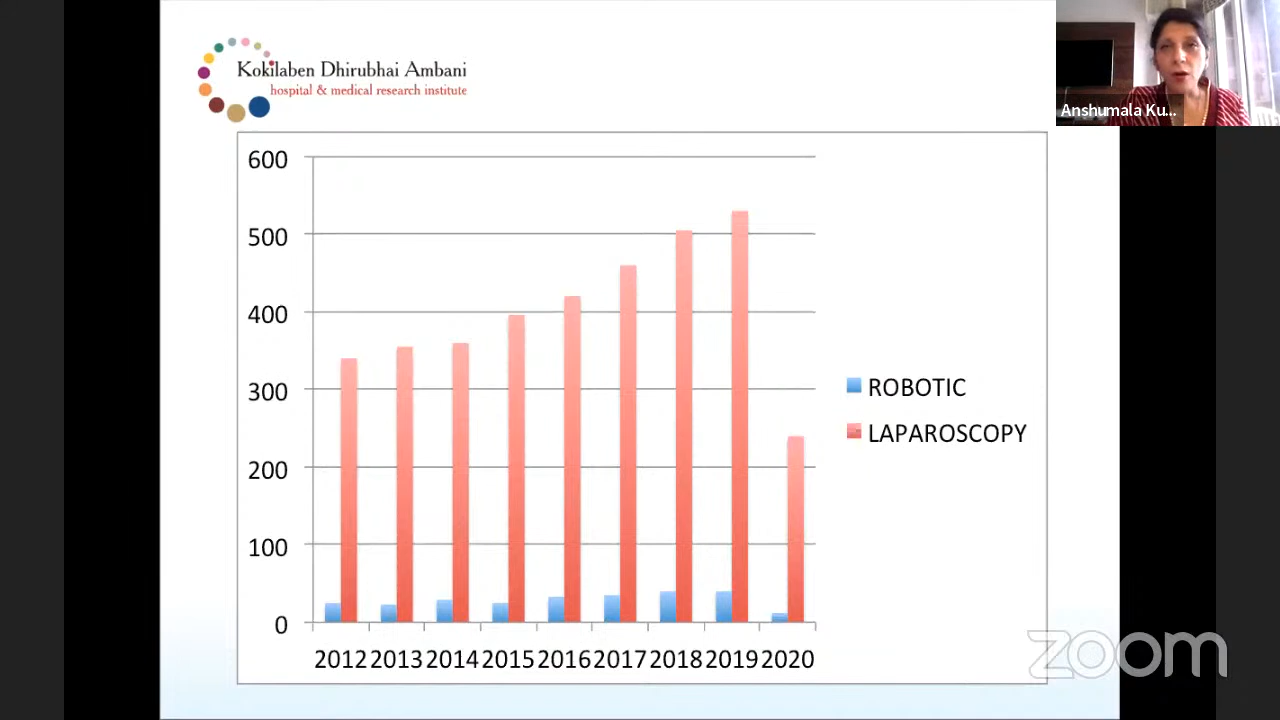 Kokilaben Dhirubhai Ambani
hospital & medical research institute
Anshumala Ku...
600
500
400
300
200
100
0
ROBOTIC
LAPAROSCOPY
2012 2013 2014 2015 2016 2017 2018 2019 2020
zoom